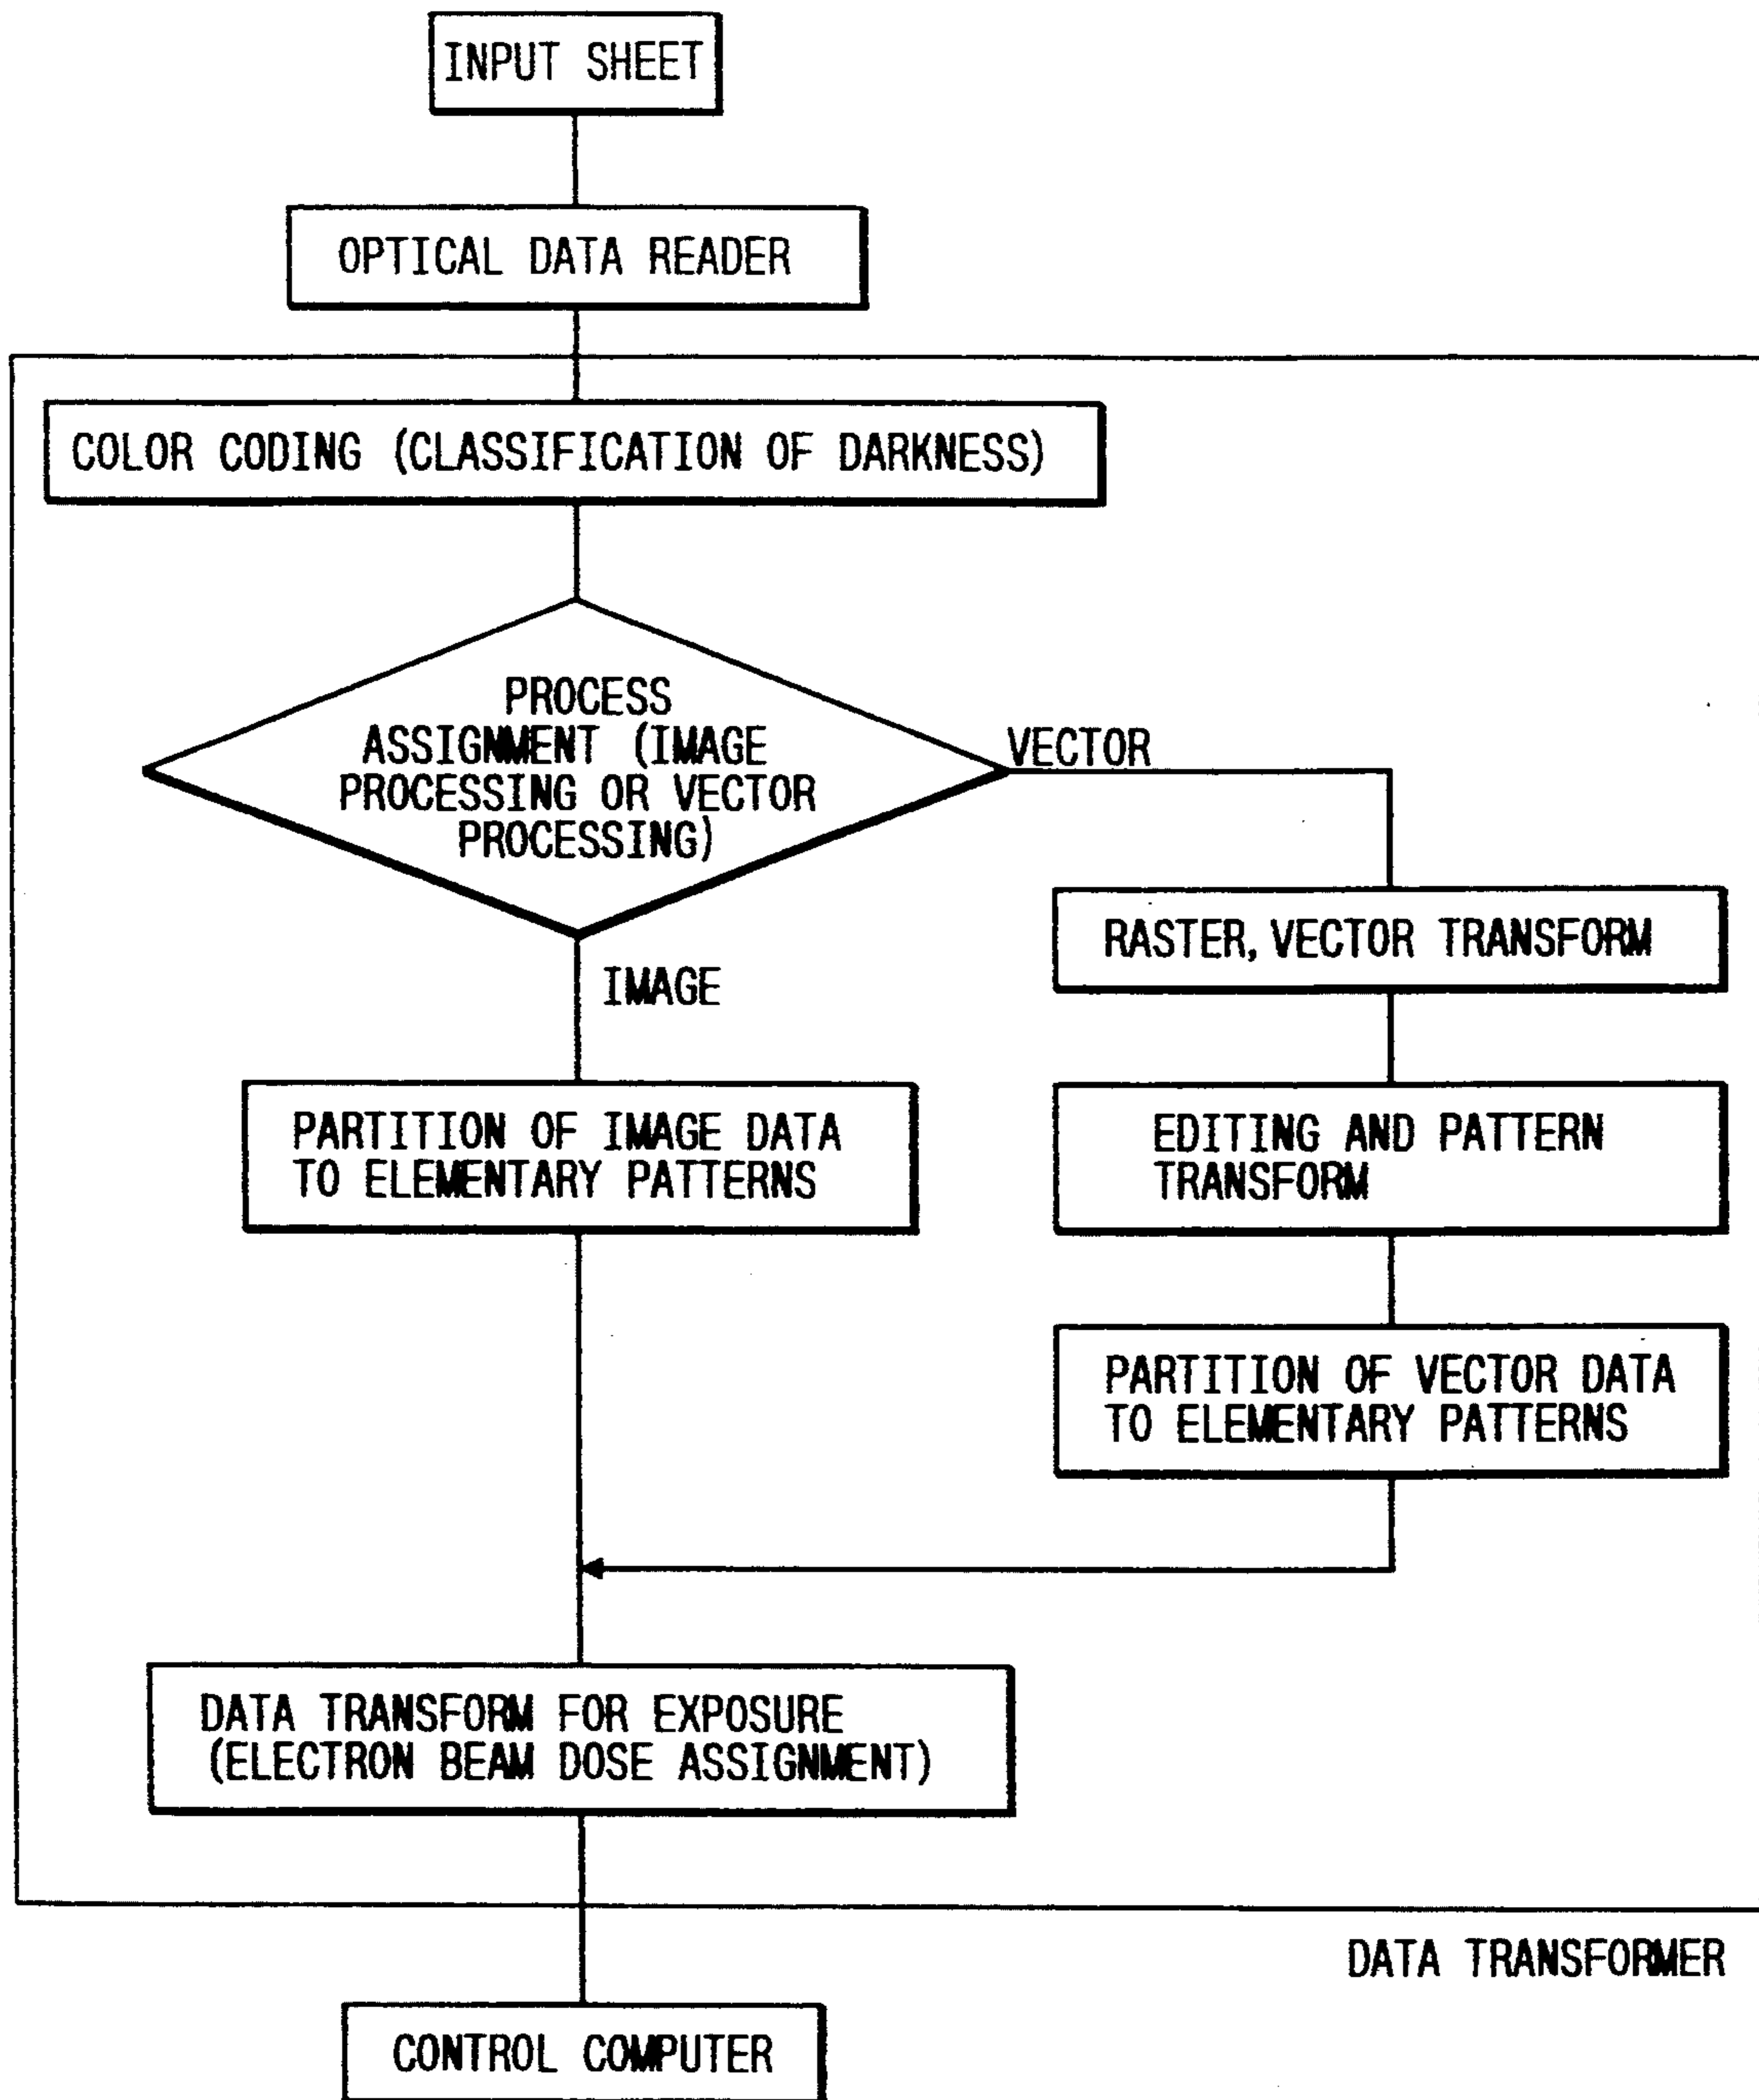 INPUT SHEET
OPTICAL DATA READER
COLOR CODING (CLASSIFICATION OF DARKNESS)
PROCESS
ASSIGNMENT (IMAGE
PROCESSING OR VECTOR
PROCESSING)
VECTOR
IMAGE
RASTER, VECTOR TRANSFORM
PARTITION OF IMAGE DATA
TO ELEMENTARY PATTERNS
EDITING AND PATTERN
TRANSFORM
PARTITION OF VECTOR DATA
TO ELEMENTARY PATTERNS
DATA TRANSFORM FOR EXPOSURE
(ELECTRON BEAM DOSE ASSIGNMENT)
DATA TRANSFORMER
CONTROL COMPUTER